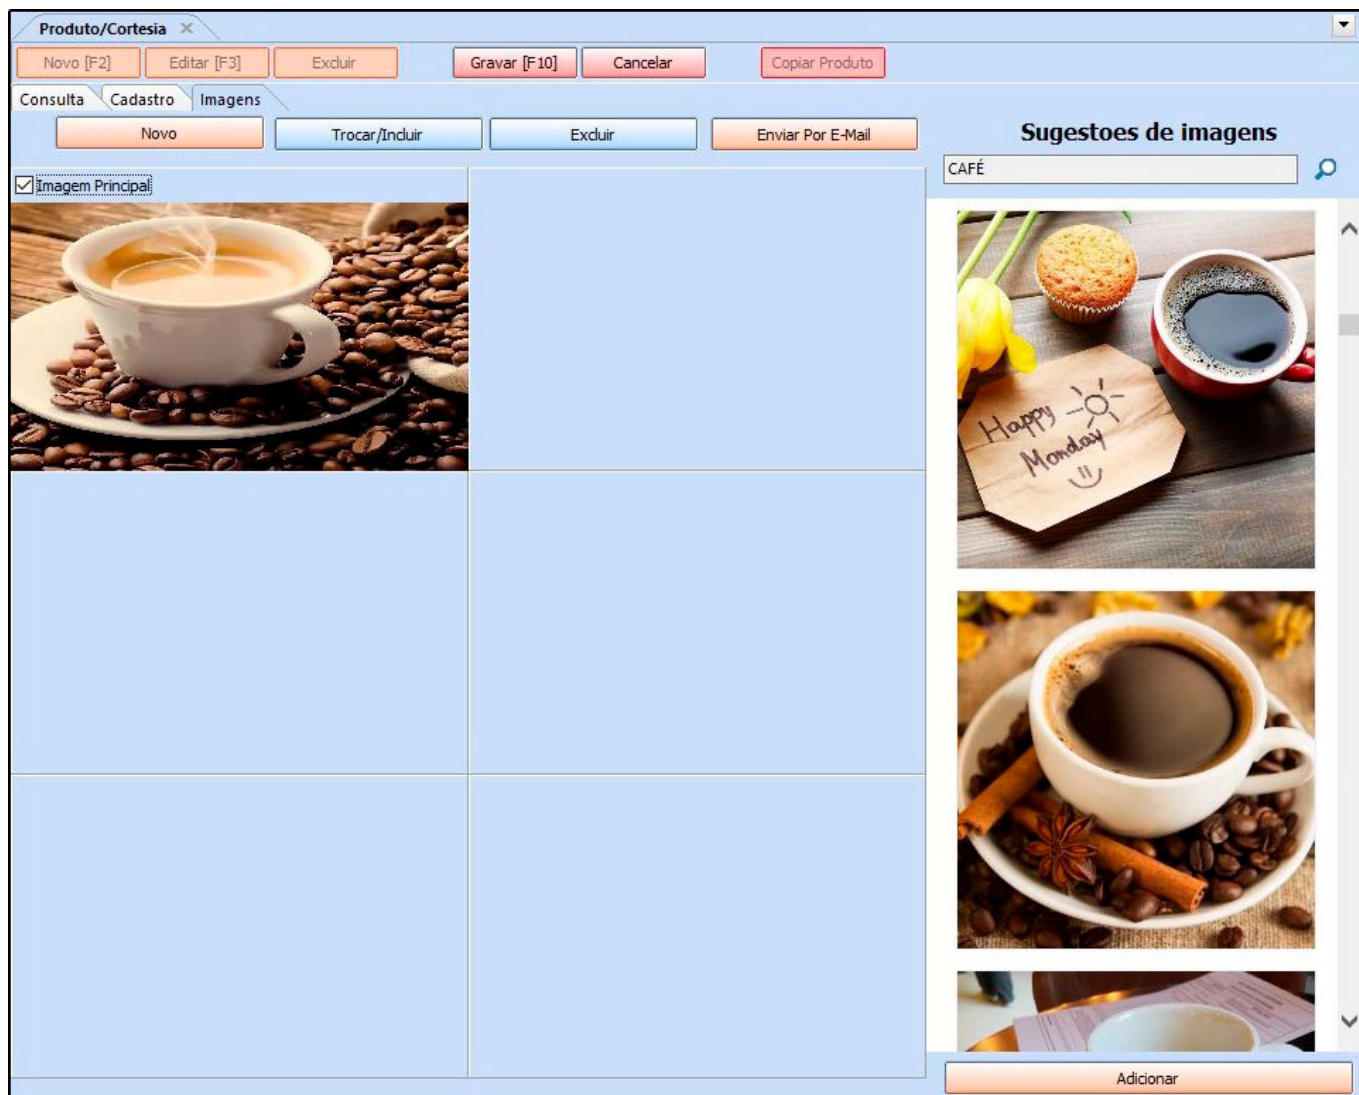 Produto/Cortesia
Novo [F2] Editar [F3] Excluir Gravar [F10] Cancelar Copiar Produto
Consulta Cadastro Imagens
Novo Trocar/Incluir Excluir Enviar Por E-Mail
Sugestoes de imagens
CAFÉ
Imagem Principal
Happy
Monday
Adicionar